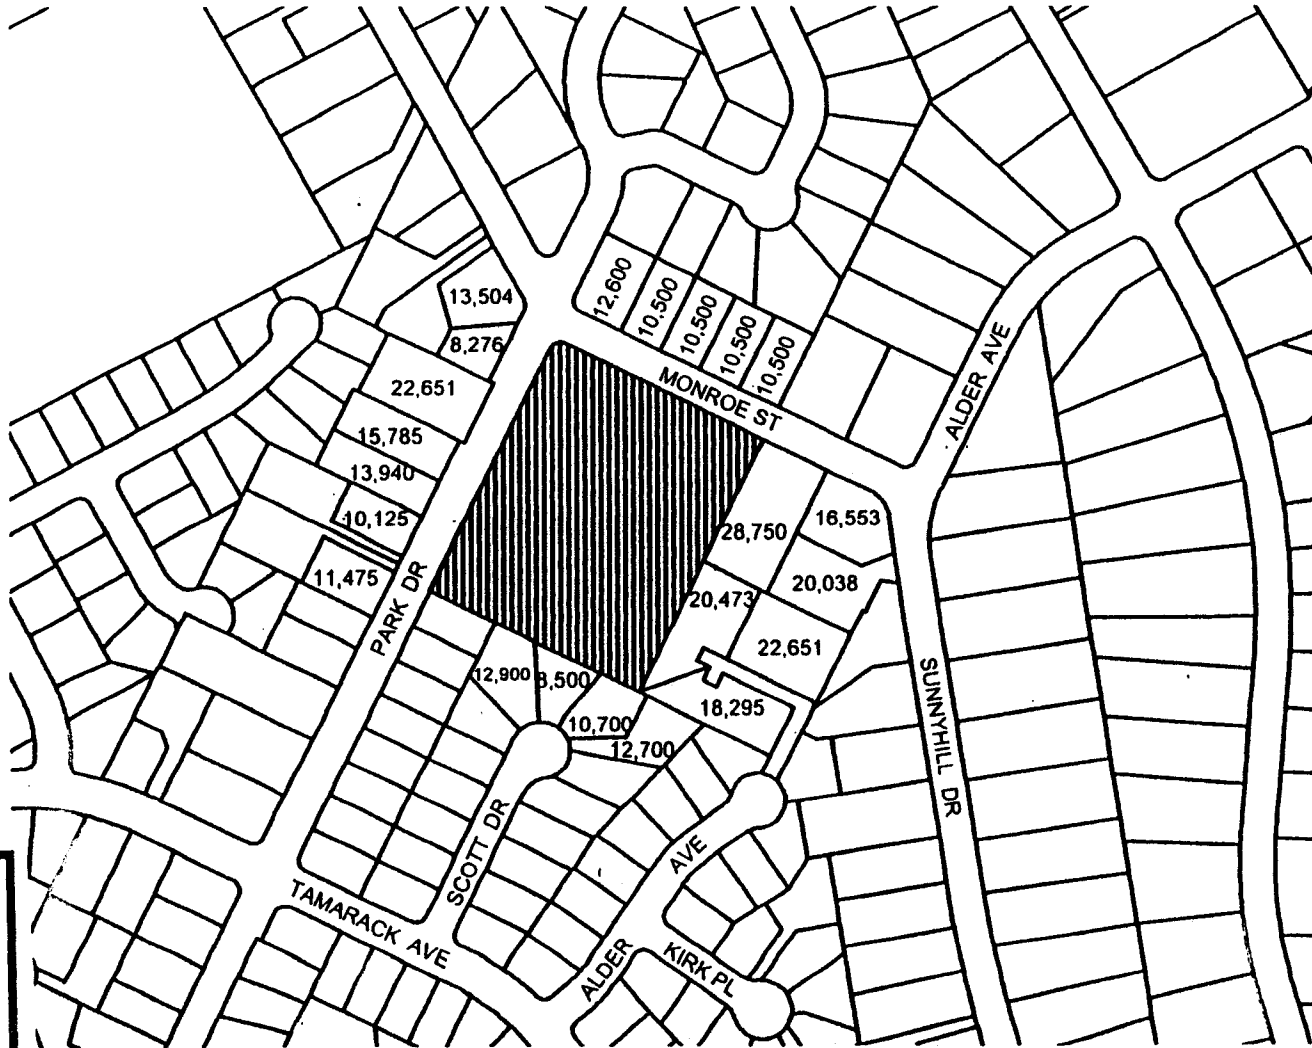 12,600
10,500
10,500
10,500
10,500
13,504
8,276
22,651
15,785
13,940
10,125
11,475
MONROE ST
ALDER AVE
PARK DR
28,750
16,553
20,473
20,038
22,651
18,295
12,900
8,500
10,700
12,700
SUNNYHILL DR
SCOTT DR
ALDER AVE
TAMARACK AVE
KIRK PL